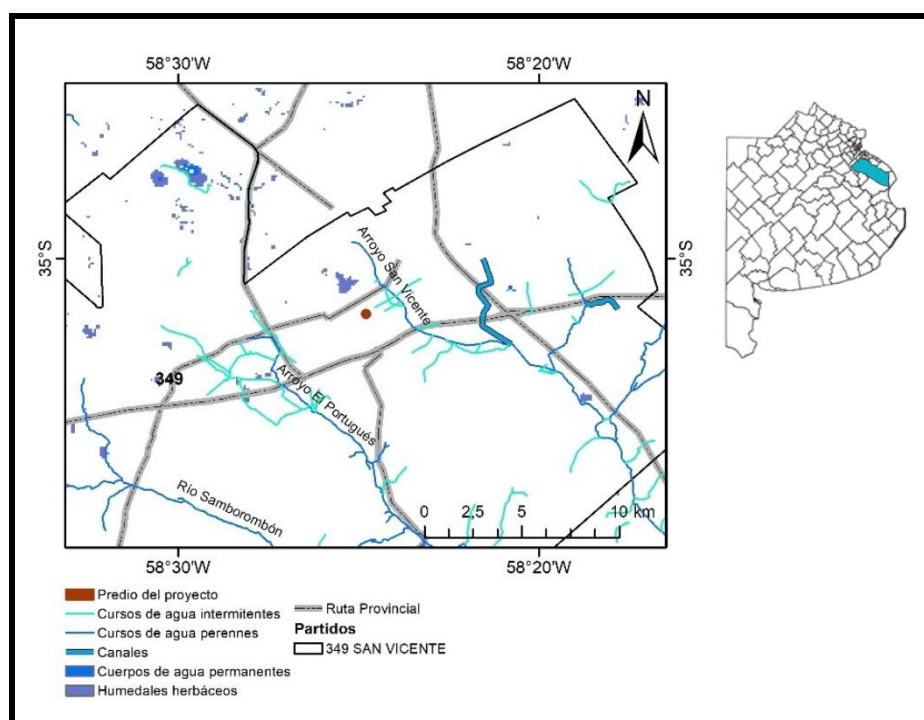 58°30'W
58°20'W
N
35°S
35°S
Arroyo San Vicente
349
Arroyo El Portugués
Río Samborombón
0 2,5 5 10 km
58°30'W
58°20'W
Predio del proyecto
Cursos de agua intermitentes
Cursos de agua perennes
Canales
Cuerpos de agua permanentes
Humedales herbáceos
Ruta Provincial
Partidos
349 SAN VICENTE